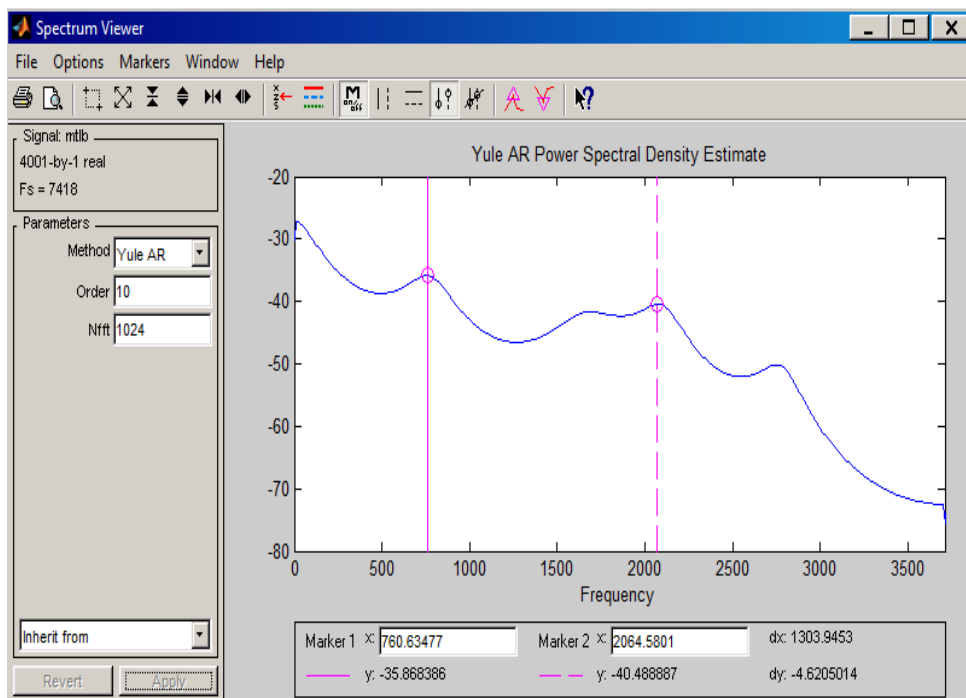 Spectrum Viewer
File Options Markers Window Help
M
on/off
Signal: mtlb
4001-by-1 real
Fs = 7418
Parameters
Method Yule AR
Order 10
Nfft 1024
Inherit from
Revert Apply
Yule AR Power Spectral Density Estimate
-20
-30
-40
-50
-60
-70
-80
0 500 1000 1500 2000 2500 3000 3500
Frequency
Marker 1 x: 760.63477 Marker 2 x: 2064.5801 dx: 1303.9453
y: -35.868386 y: -40.488887 dy: -4.6205014